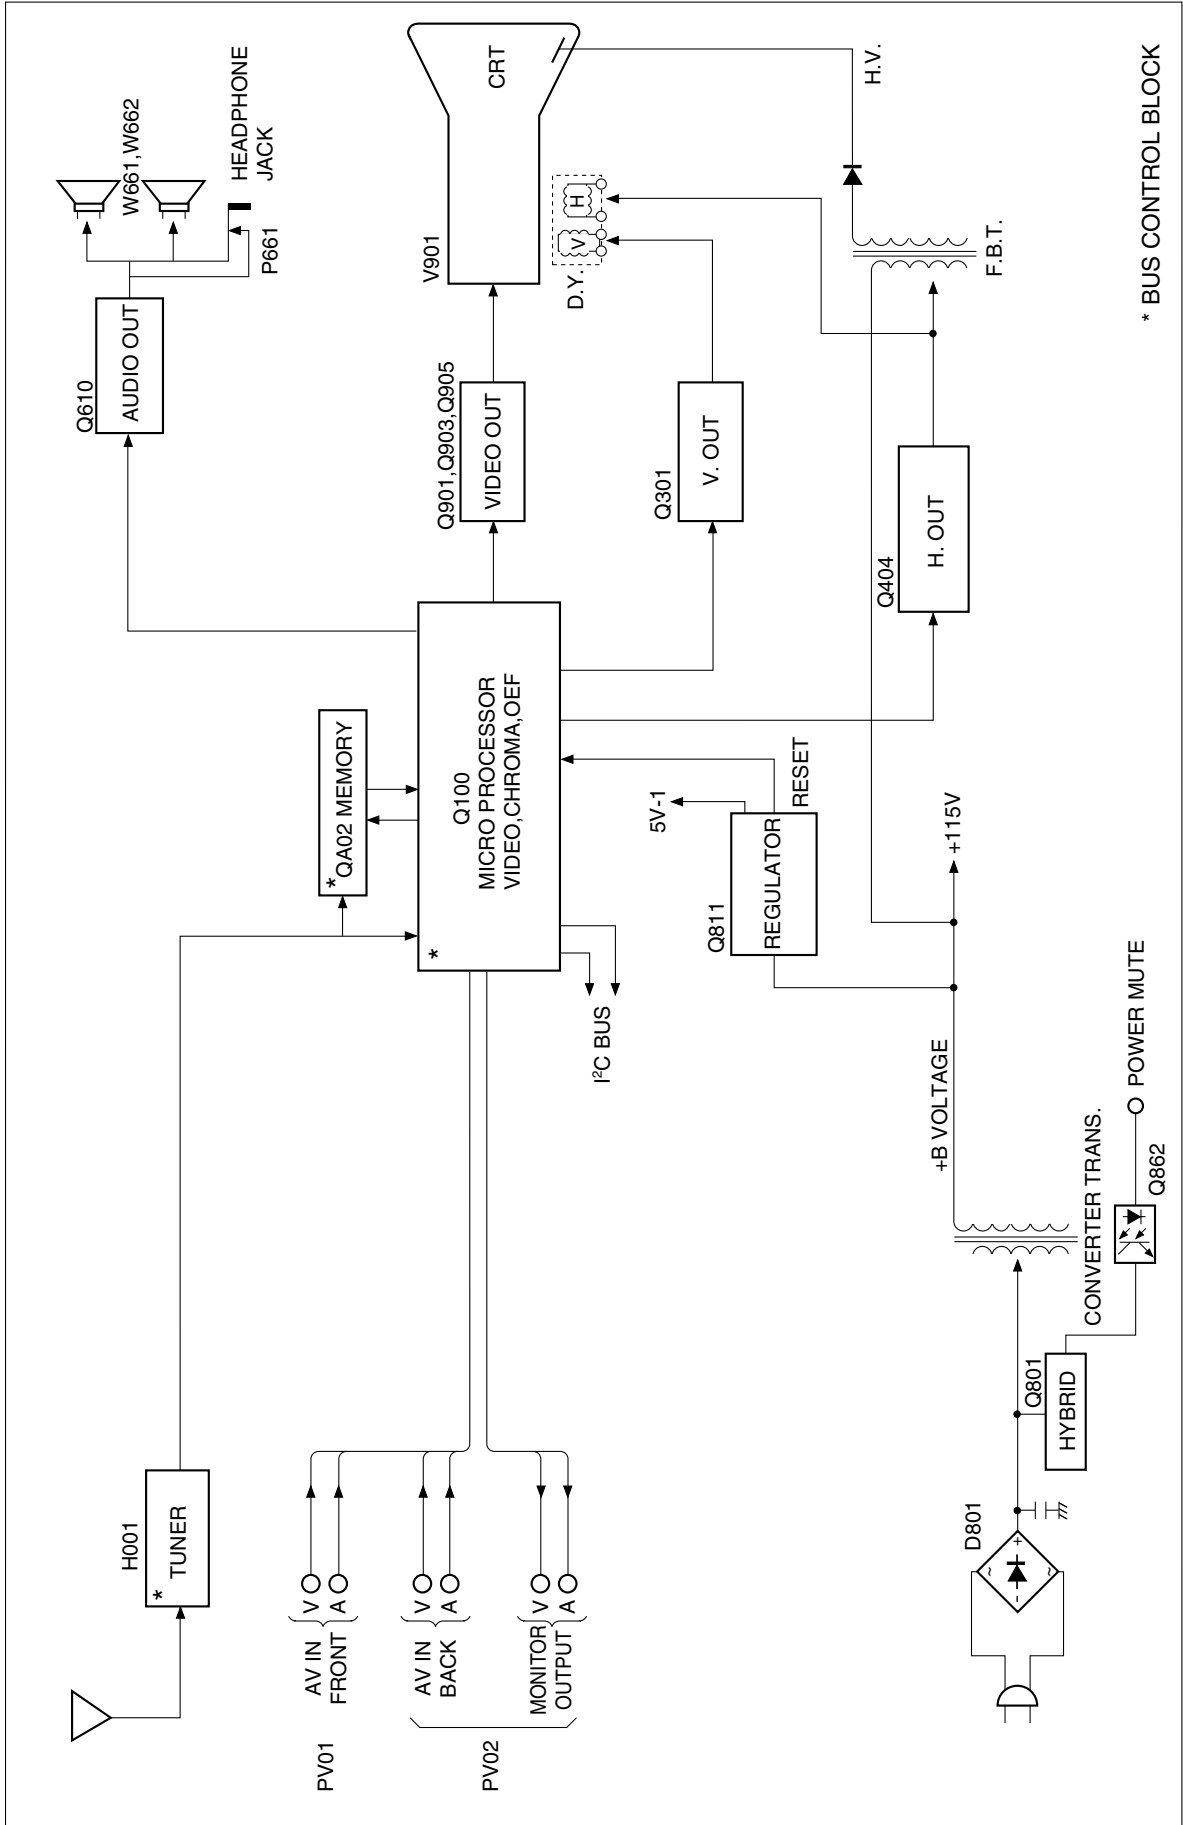 H001
* TUNER
PV01
AV IN
FRONT
V
A
PV02
AV IN
BACK
V
A
MONITOR
OUTPUT
V
A
* QA02 MEMORY
*
Q100
MICRO PROCESSOR
VIDEO,CHROMA,OEF
I²C BUS
Q610
AUDIO OUT
W661,W662
HEADPHONE
JACK
P661
Q901,Q903,Q905
VIDEO OUT
V901
CRT
D.Y.
V
H
Q301
V. OUT
Q404
H. OUT
F.B.T.
H.V.
5V-1
RESET
Q811
REGULATOR
+115V
+B VOLTAGE
D801
~
+
-
~
Q801
HYBRID
CONVERTER TRANS.
Q862
POWER MUTE
* BUS CONTROL BLOCK